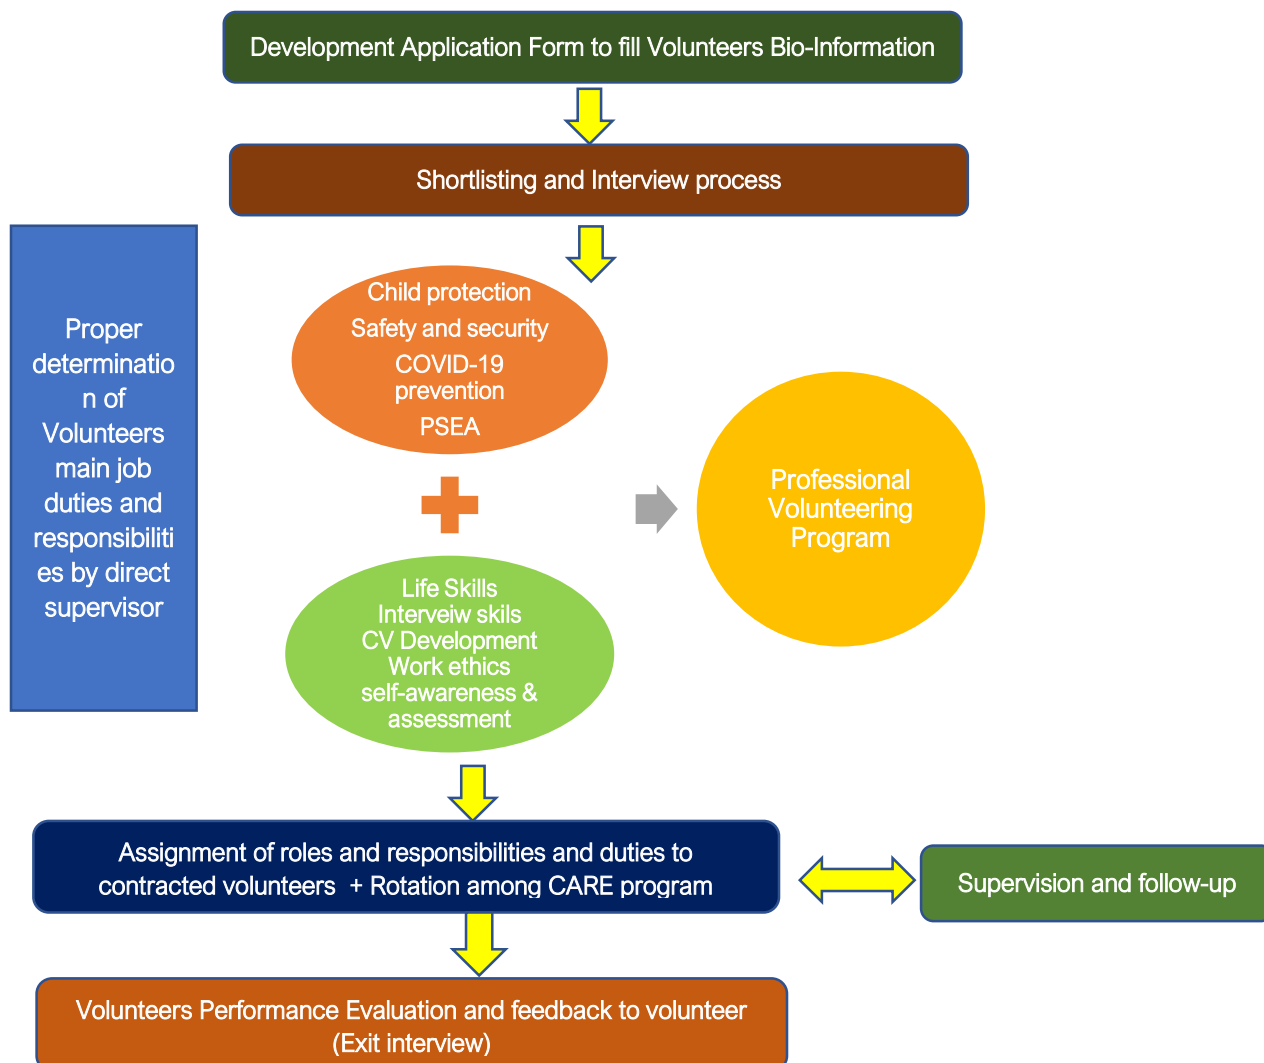 Development Application Form to fill Volunteers Bio-Information
Shortlisting and Interview process
Proper
determinatio
n of
Volunteers
main job
duties and
responsibiliti
es by direct
supervisor
Child protection
Safety and security
COVID-19
prevention
PSEA
Professional
Volunteering
Program
Life Skills
Interveiw skils
CV Development
Work ethics
self-awareness &
assessment
Assignment of roles and responsibilities and duties to
contracted volunteers + Rotation among CARE program
Supervision and follow-up
Volunteers Performance Evaluation and feedback to volunteer
(Exit interview)